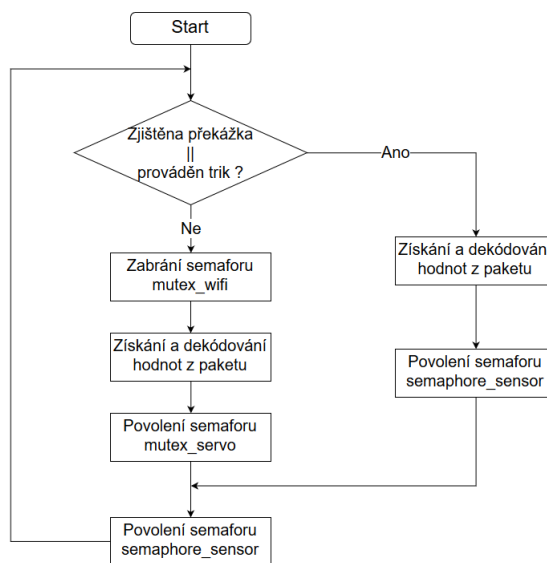 Start
Zjištěna překážka
||
prováděn trik ?
Ano
Ne
Zabrání semaforu
mutex_wifi
Získání a dekódování
hodnot z paketu
Získání a dekódován
hodnot z paketu
Povolení semaforu
mutex_servo
Povolení semaforu
semaphore_sensor
Povolení semaforu
semaphore_sensor